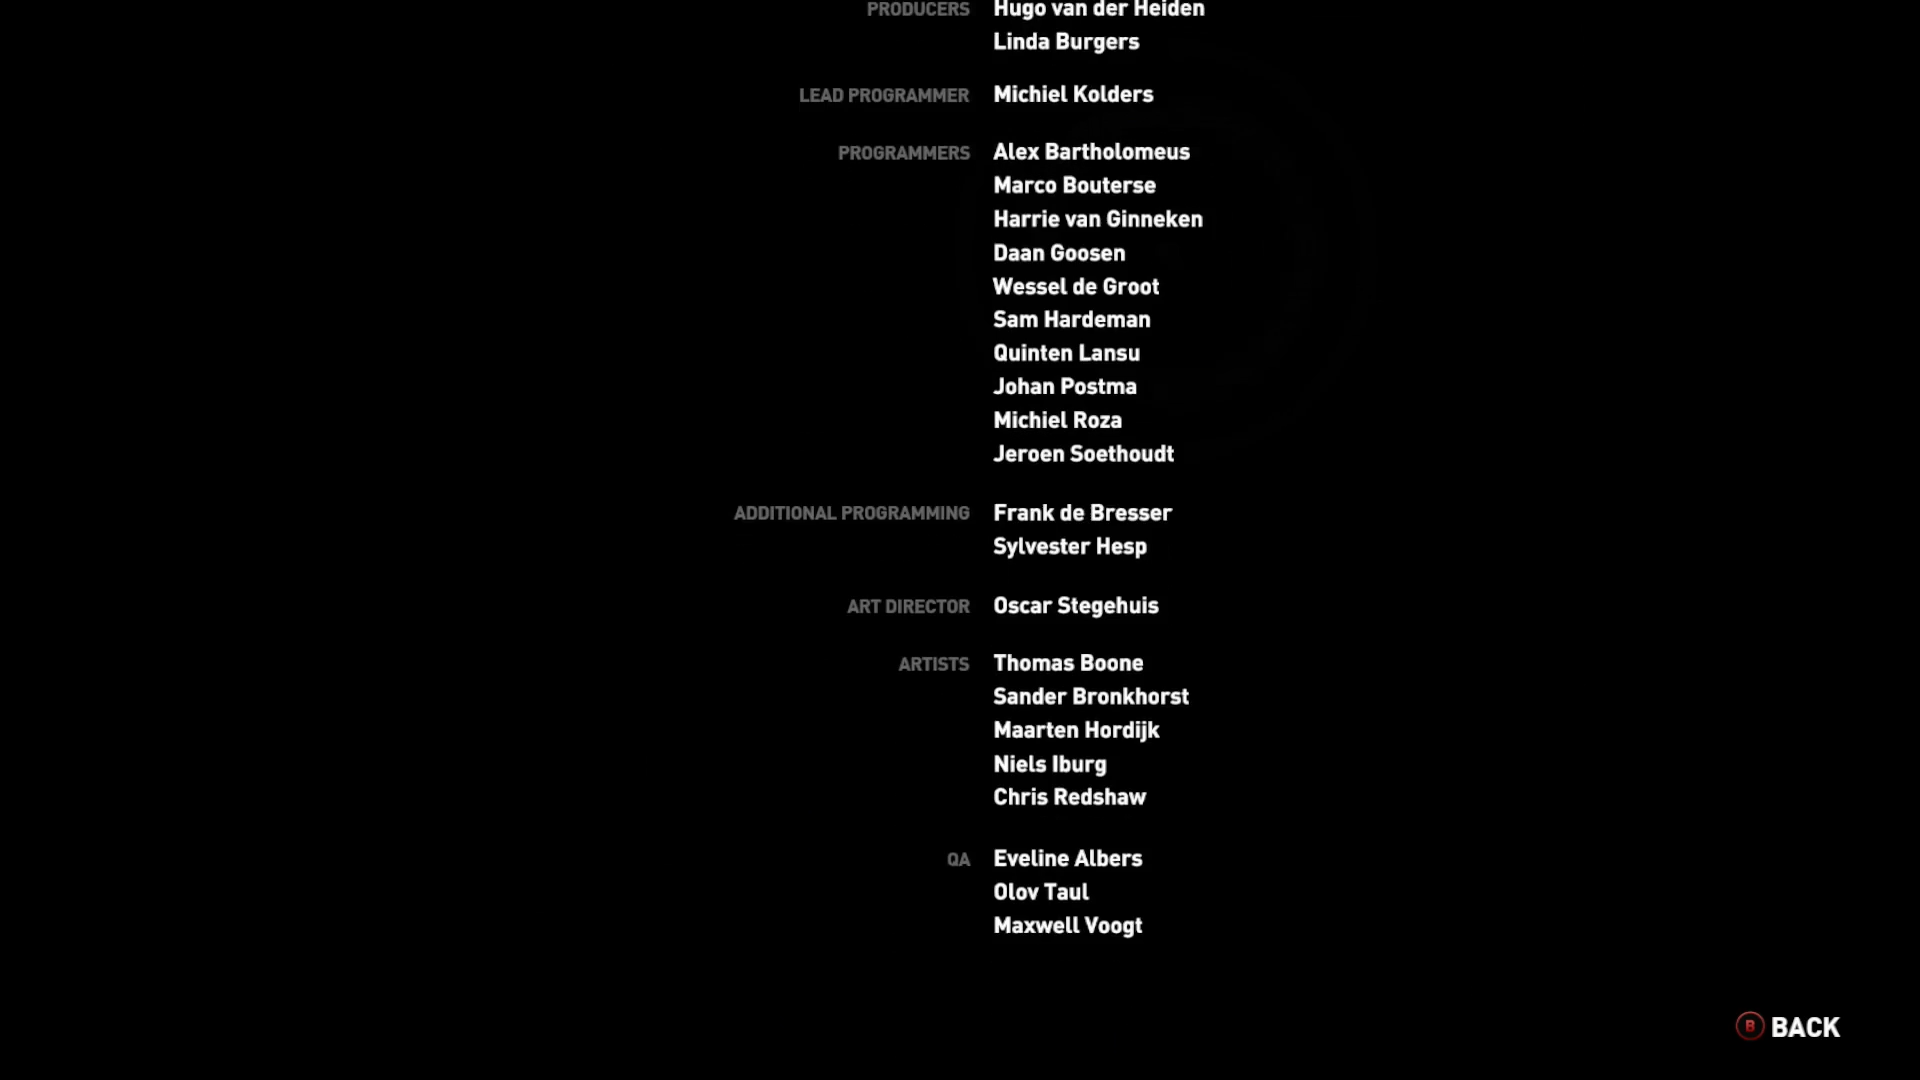 PRODUCERS Hugo van der Heiden
Linda Burgers
LEAD PROGRAMMER Michiel Kolders
PROGRAMMERS Alex Bartholomeus
Marco Bouterse
Harrie van Ginneken
Daan Goosen
Wessel de Groot
Sam Hardeman
Quinten Lansu
Johan Postma
Michiel Roza
Jeroen Soethoudt
ADDITIONAL PROGRAMMING Frank de Bresser
Sylvester Hesp
ART DIRECTOR Oscar Stegehuis
ARTISTS Thomas Boone
Sander Bronkhorst
Maarten Hordijk
Niels Iburg
Chris Redshaw
QA Eveline Albers
Olov Taul
Maxwell Voogt
B BACK